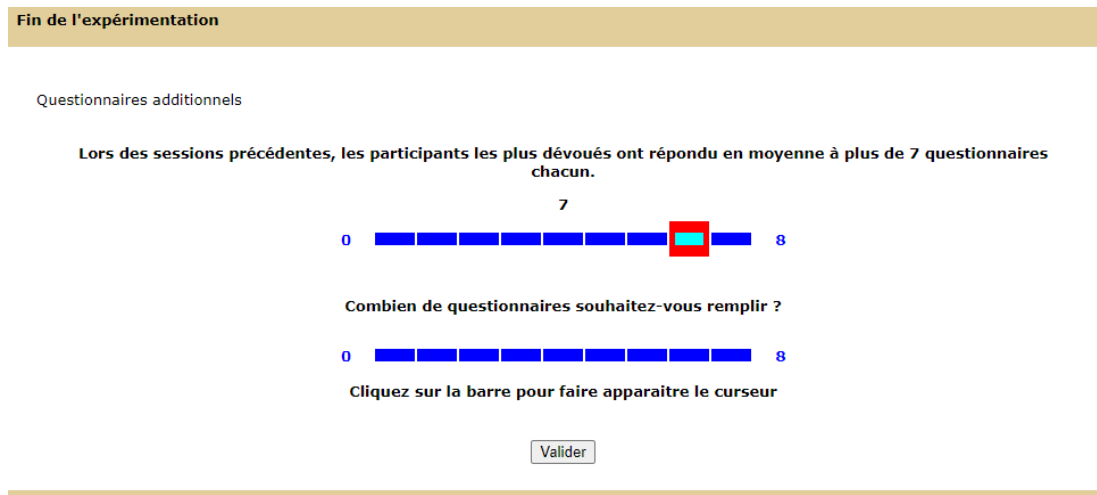 Fin de l'expérimentation
Questionnaires additionnels
Lors des sessions précédentes, les participants les plus dévoués ont répondu en moyenne à plus de 7 questionnaires
chacun.
7
0 8
Combien de questionnaires souhaitez-vous remplir ?
0 8
Cliquez sur la barre pour faire apparaitre le curseur
Valider